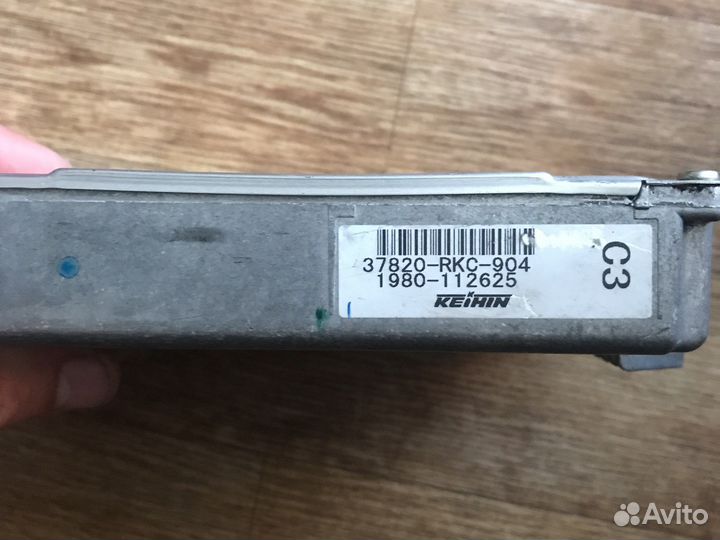 37820-RKC-904
1980-112625
KEIHIN
C3
Avito